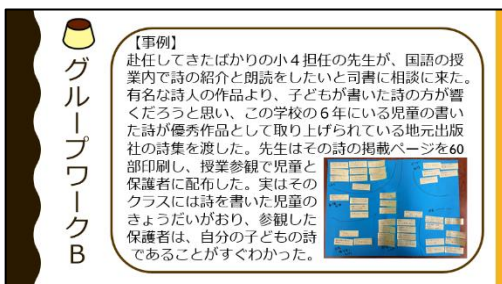 グループワークB
【事例】
赴任してきたばかりの小４担任の先生が、国語の授
業内で詩の紹介と朗読をしたいと司書に相談に来た。
有名な詩人の作品より、子どもが書いた詩の方が響
くだろうと思い、この学校の６年にいる児童の書い
た詩が優秀作品として取り上げられている地元出版
社の詩集を渡した。先生はその詩の掲載ページを60
部印刷し、授業参観で児童と
保護者に配布した。実はその
クラスには詩を書いた児童の
きょうだいがおり、参観した
保護者は、自分の子どもの詩
であることがすぐわかった。